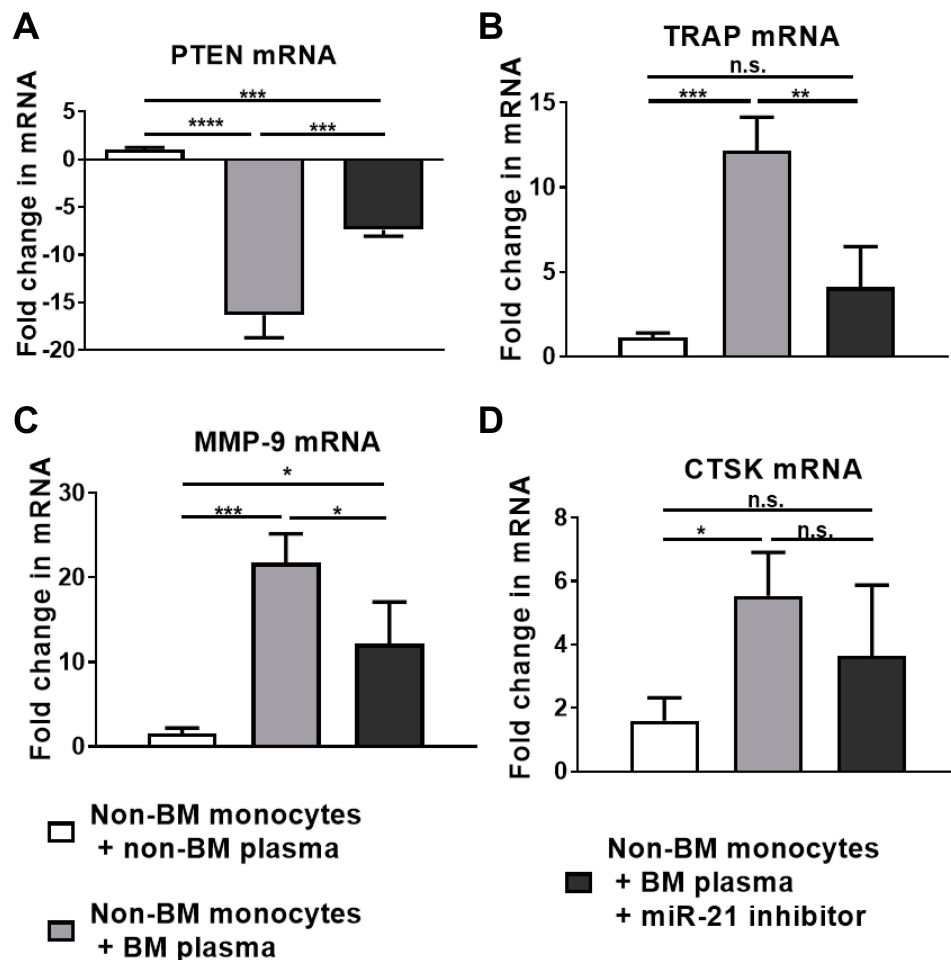 A
PTEN mRNA
Fold change in mRNA
5
0
-5
-10
-15
-20
***
****
***
B
TRAP mRNA
Fold change in mRNA
15
10
5
0
n.s.
***
**
C
MMP-9 mRNA
Fold change in mRNA
30
20
10
0
*
***
*
D
CTSK mRNA
Fold change in mRNA
8
6
4
2
0
n.s.
*
n.s.
Non-BM monocytes
+ non-BM plasma
Non-BM monocytes
+ BM plasma
Non-BM monocytes
+ BM plasma
+ miR-21 inhibitor